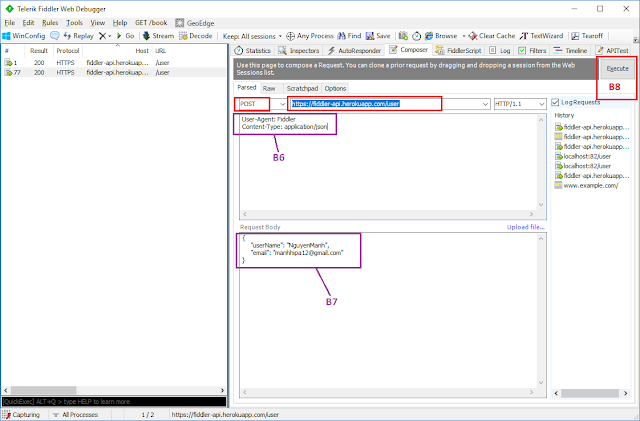 Telerik Fiddler Web Debugger
File Edit Rules Tools View Help GET /book GeoEdge
WinConfig Replay Go Stream Decode Keep: All sessions Any Process Find Save Browse Clear Cache TextWizard Tearoff
# Result Protocol Host URL
1 200 HTTPS fiddler-api.herokuap... /user
77 200 HTTPS fiddler-api.herokuap... /user
Statistics Inspectors AutoResponder Composer FiddlerScript Log Filters Timeline APITest
Use this page to compose a Request. You can clone a prior request by dragging and dropping a session from the Web Sessions list.
Execute
B8
Parsed Raw Scratchpad Options
POST https://fiddler-api.herokuapp.com/user HTTP/1.1
User-Agent: Fiddler
Content-Type: application/json
B6
Log Requests
History
fiddler-api.herokuapp...
fiddler-api.herokuapp...
fiddler-api.herokuapp...
localhost:82/user
fiddler-api.herokuapp...
localhost:82/user
www.example.com/
Request Body Upload file...
{
"userName": "NguyenManh",
"email": "manhhipa12@gmail.com"
}
B7
[QuickExec] ALT+Q > type HELP to learn more
Capturing All Processes 1 / 2 https://fiddler-api.herokuapp.com/user